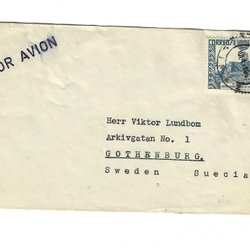 OR AVION
CORREO
Herr Viktor Lundbom
Arkivgatan No. 1
GOTHENBURG,
Sweden Suecia